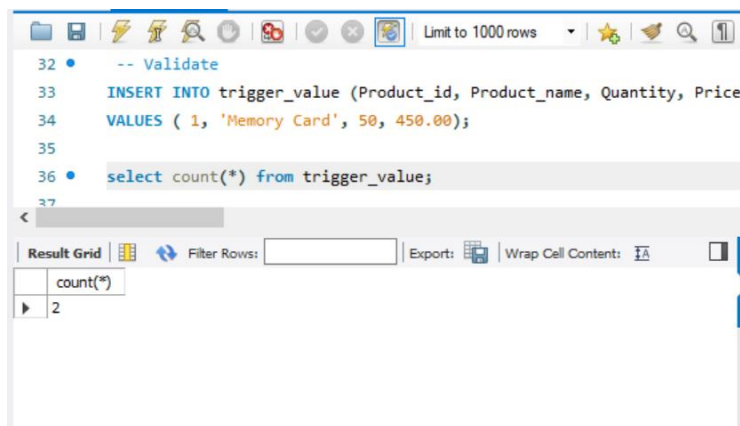 Limit to 1000 rows
32 -- Validate
33 INSERT INTO trigger_value (Product_id, Product_name, Quantity, Price
34 VALUES ( 1, 'Memory Card', 50, 450.00);
35
36 select count(*) from trigger_value;
37
Result Grid Filter Rows: Export: Wrap Cell Content: IA
count(*)
2